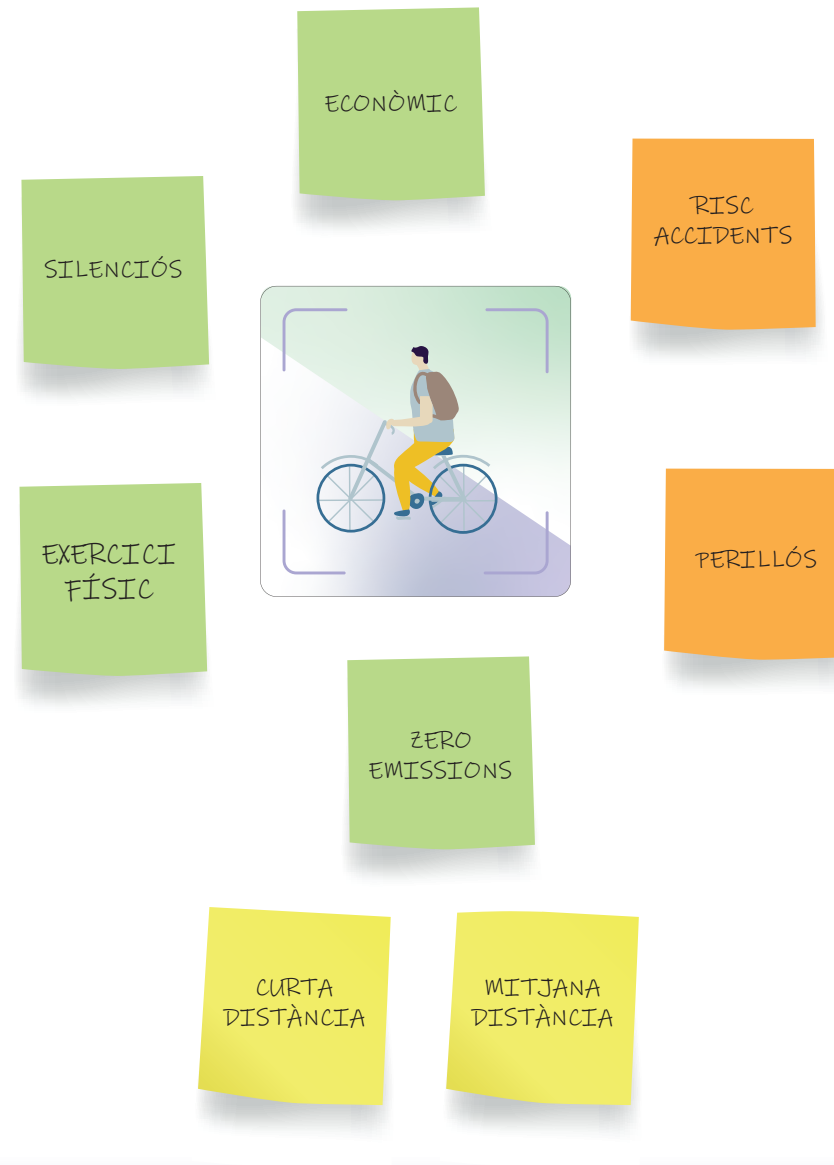 ECONÒMIC
RISC
ACCIDENTS
SILENCIÓS
EXERCICI
FÍSIC
PERILLÓS
ZERO
EMISSIONS
CURTA
DISTÀNCIA
MITJANA
DISTÀNCIA